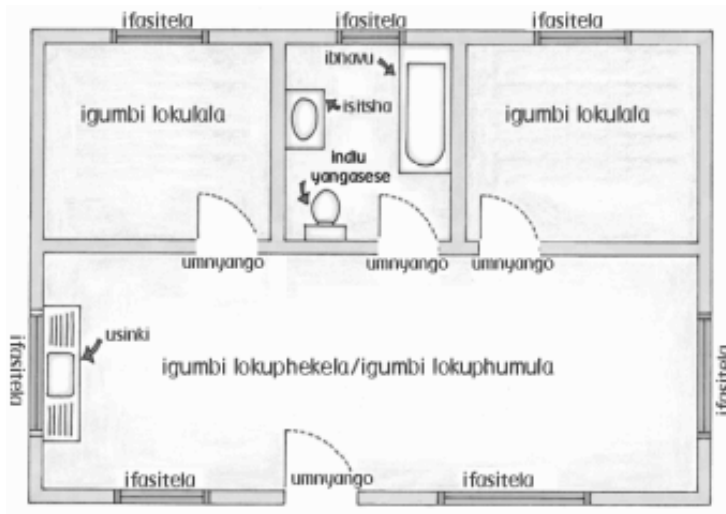 ifasitela
ifasitela
ifasitela
ibhavu
igumbi lokulala
isitsha
igumbi lokulala
indlu
yangasese
umnyango
umnyango
umnyango
usinki
ifasitela
igumbi lokuphekela/igumbi lokuphumula
ifasitela
ifasitela
umnyango
ifasitela